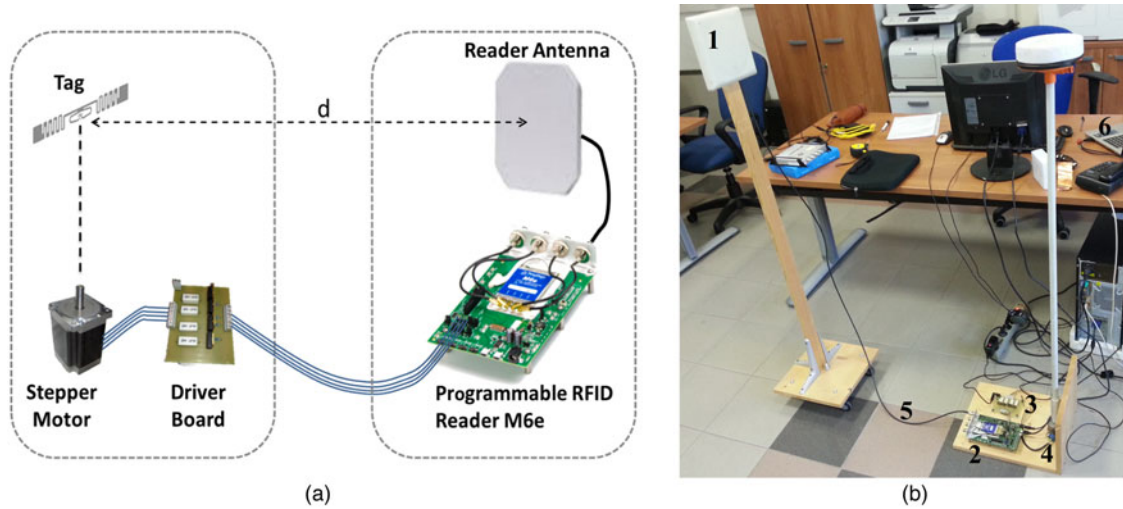 Tag
Reader Antenna
d
Stepper
Motor
Driver
Board
Programmable RFID
Reader M6e
(a)
1
LG
6
5
3
2
4
(b)